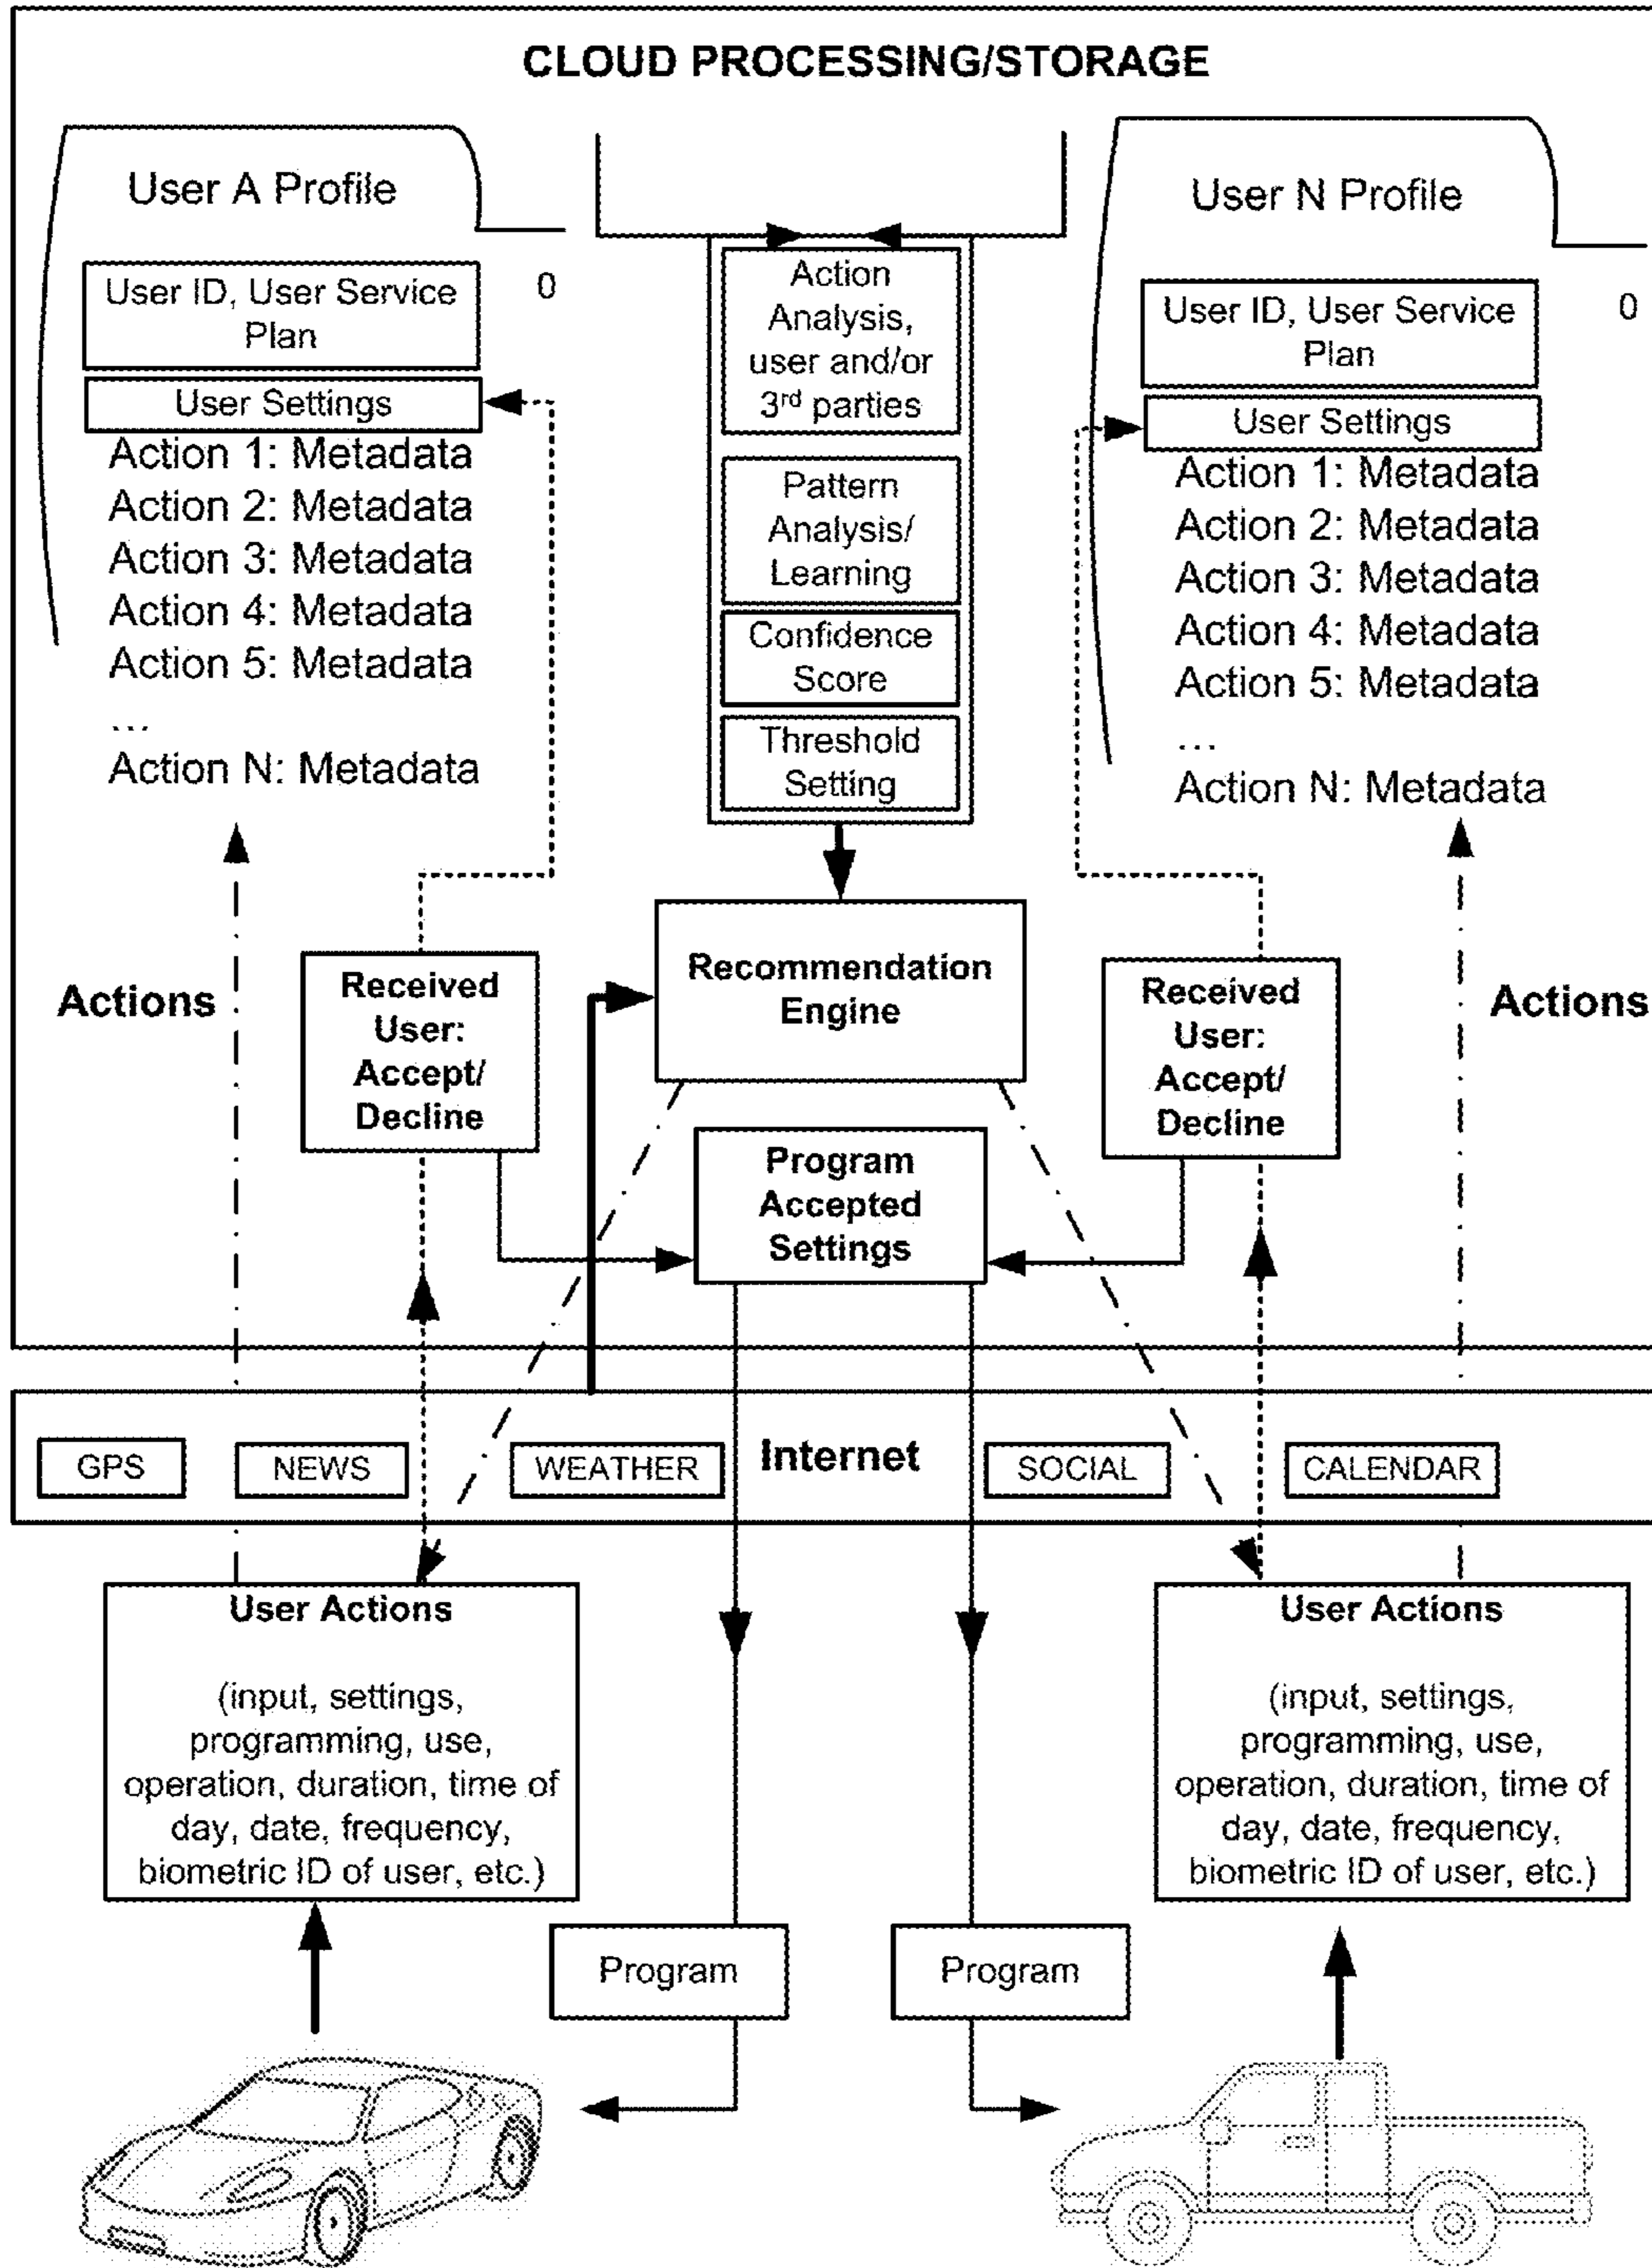 CLOUD PROCESSING/STORAGE
User A Profile
User ID, User Service
Plan
0
User Settings
Action 1: Metadata
Action 2: Metadata
Action 3: Metadata
Action 4: Metadata
Action 5: Metadata
...
Action N: Metadata
Action
Analysis,
user and/or
3rd parties
Pattern
Analysis/
Learning
Confidence
Score
Threshold
Setting
User N Profile
User ID, User Service
Plan
0
User Settings
Action 1: Metadata
Action 2: Metadata
Action 3: Metadata
Action 4: Metadata
Action 5: Metadata
...
Action N: Metadata
Actions
Received
User:
Accept/
Decline
Recommendation
Engine
Received
User:
Accept/
Decline
Actions
Program
Accepted
Settings
GPS
NEWS
WEATHER
Internet
SOCIAL
CALENDAR
User Actions
(input, settings,
programming, use,
operation, duration, time of
day, date, frequency,
biometric ID of user, etc.)
User Actions
(input, settings,
programming, use,
operation, duration, time of
day, date, frequency,
biometric ID of user, etc.)
Program
Program